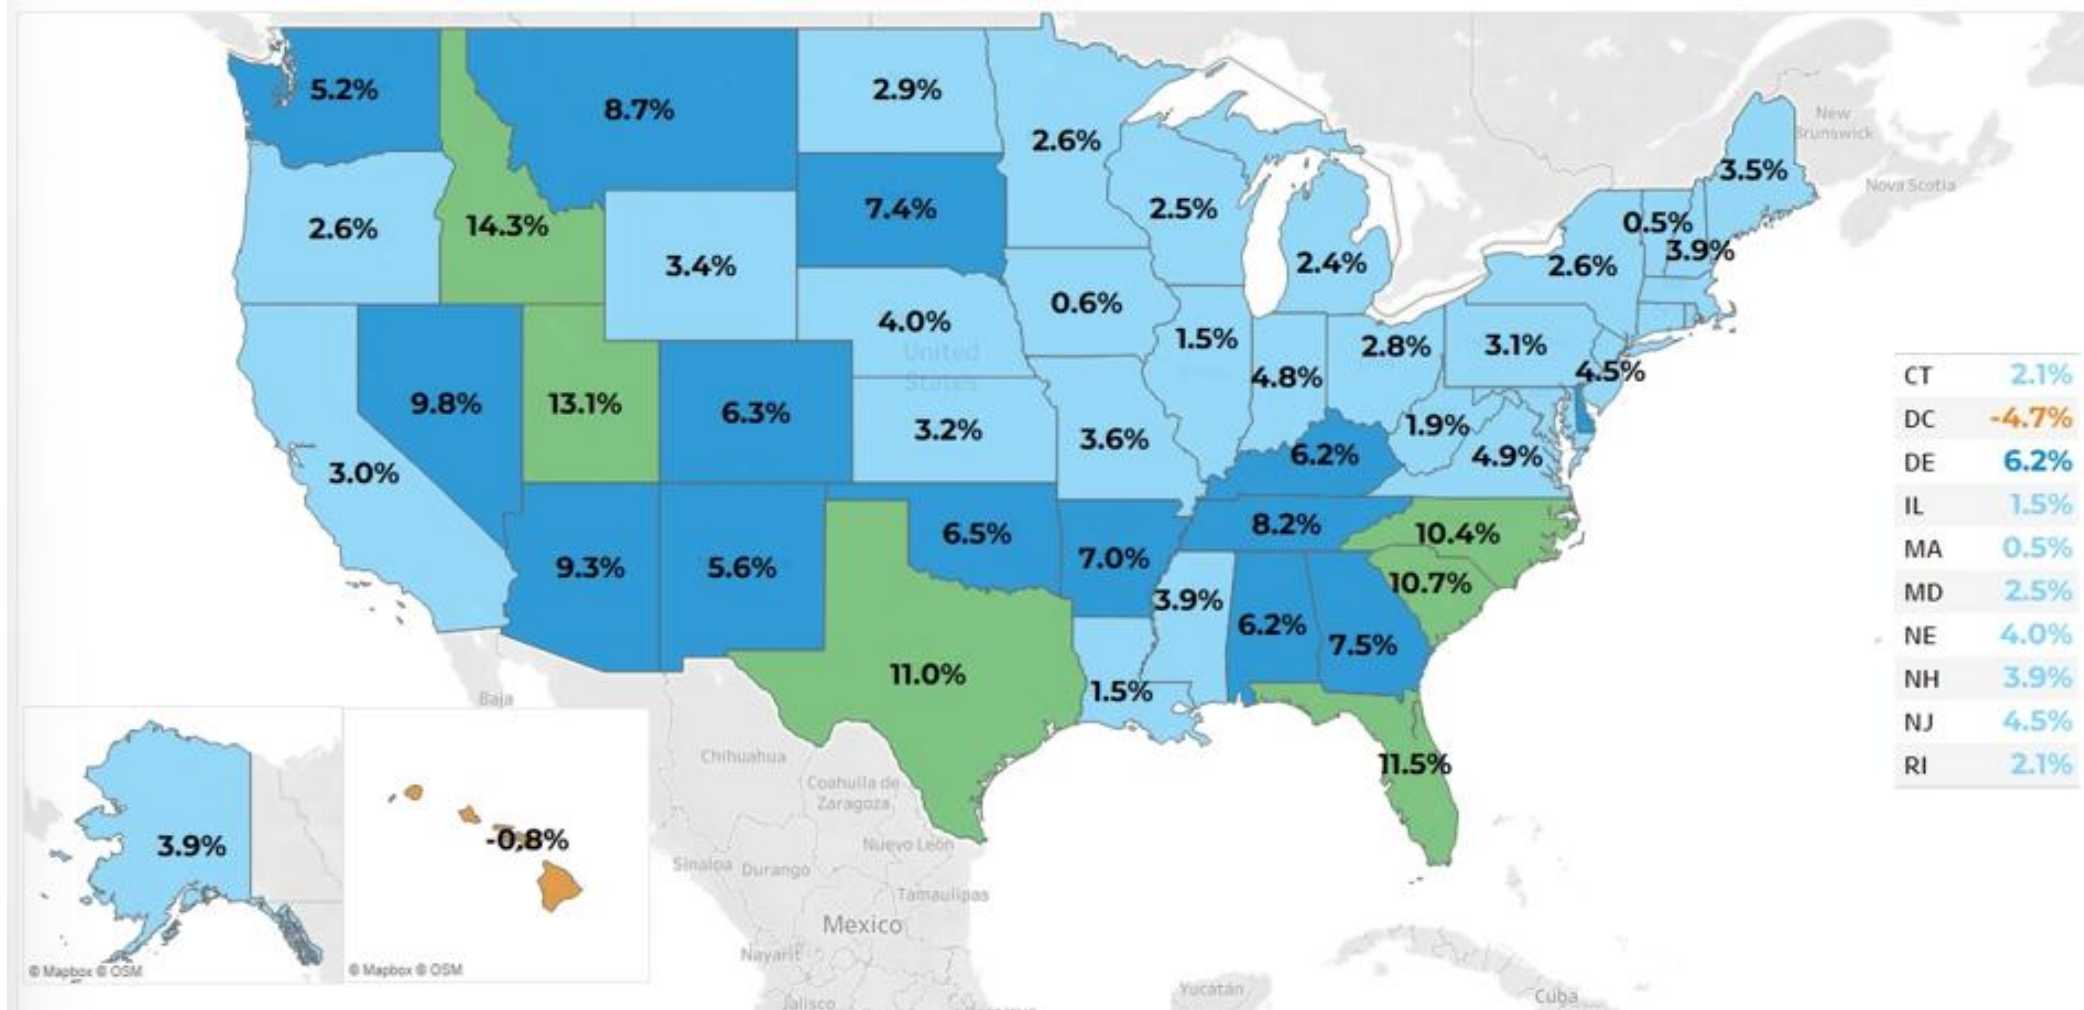 5.2%
8.7%
2.9%
2.6%
New
Brunswick
3.5%
Nova Scotia
2.6%
14.3%
3.4%
7.4%
2.5%
2.4%
0.5%
3.9%
2.6%
4.0%
0.6%
1.5%
4.8%
2.8%
3.1%
4.5%
United
States
9.8%
13.1%
6.3%
3.2%
3.6%
6.2%
1.9%
4.9%
3.0%
9.3%
5.6%
6.5%
7.0%
8.2%
10.4%
10.7%
3.9%
6.2%
7.5%
11.0%
1.5%
11.5%
CT 2.1%
DC -4.7%
DE 6.2%
IL 1.5%
MA 0.5%
MD 2.5%
NE 4.0%
NH 3.9%
NJ 4.5%
RI 2.1%
Baja
Chihuahua
Coahuila de
Zaragoza
Nuevo León
Sinaloa
Durango
Tamaulipas
Mexico
Nayarit
Jalisco
Yucatán
Cuba
3.9%
© Mapbox © OSM
-0.8%
© Mapbox © OSM